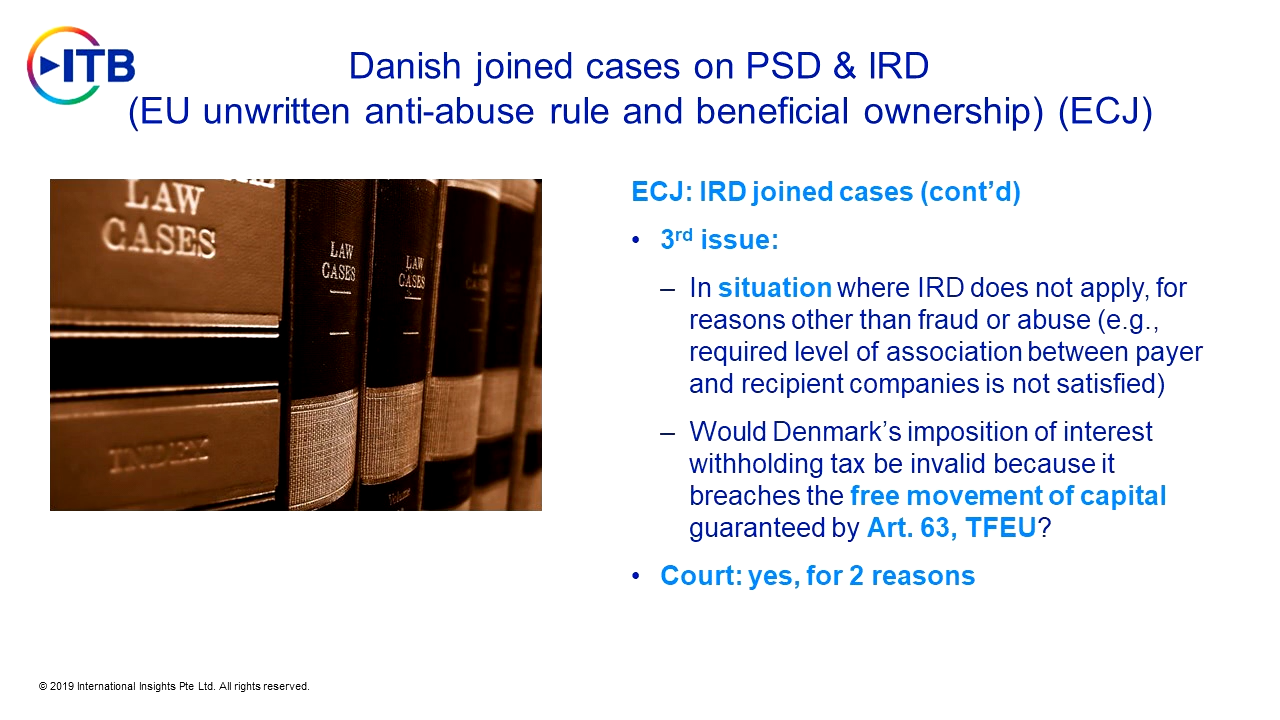 ITB
Danish joined cases on PSD & IRD
(EU unwritten anti-abuse rule and beneficial ownership) (ECJ)
LAW
CASES
INDEX
LAW
CASES
LAW
CASES
ECJ: IRD joined cases (cont’d)
• 3rd issue:
– In situation where IRD does not apply, for
reasons other than fraud or abuse (e.g.,
required level of association between payer
and recipient companies is not satisfied)
– Would Denmark’s imposition of interest
withholding tax be invalid because it
breaches the free movement of capital
guaranteed by Art. 63, TFEU?
• Court: yes, for 2 reasons
© 2019 International Insights Pte Ltd. All rights reserved.